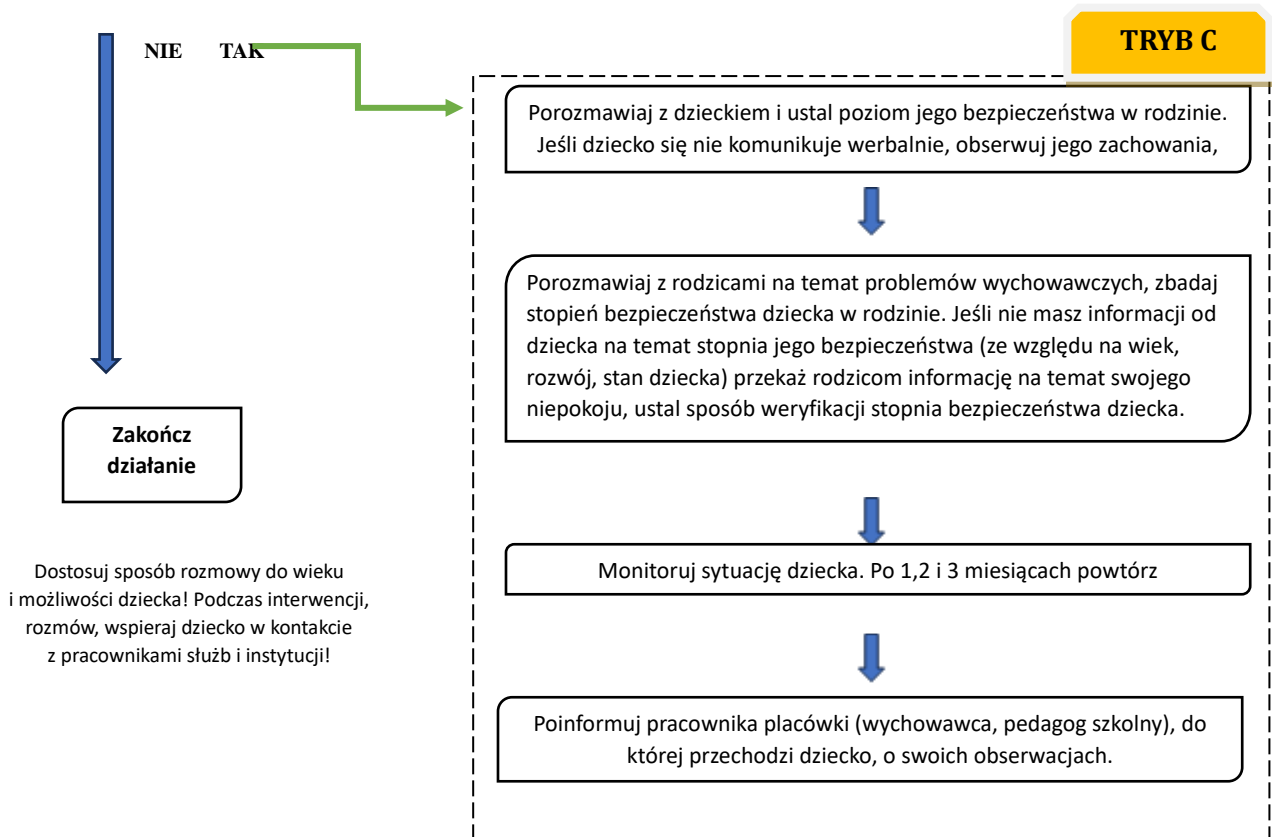 NIE TAK
TRYB C
Porozmawiaj z dzieckiem i ustal poziom jego bezpieczeństwa w rodzinie.
Jeśli dziecko się nie komunikuje werbalnie, obserwuj jego zachowania,
Porozmawiaj z rodzicami na temat problemów wychowawczych, zbadaj
stopień bezpieczeństwa dziecka w rodzinie. Jeśli nie masz informacji od
dziecka na temat stopnia jego bezpieczeństwa (ze względu na wiek,
rozwój, stan dziecka) przekaż rodzicom informację na temat swojego
niepokoju, ustal sposób weryfikacji stopnia bezpieczeństwa dziecka.
Zakończ
działanie
Monitoruj sytuację dziecka. Po 1,2 i 3 miesiącach powtórz
Dostosuj sposób rozmowy do wieku
i możliwości dziecka! Podczas interwencji,
rozmów, wspieraj dziecko w kontakcie
z pracownikami służb i instytucji!
Poinformuj pracownika placówki (wychowawca, pedagog szkolny), do
której przechodzi dziecko, o swoich obserwacjach.